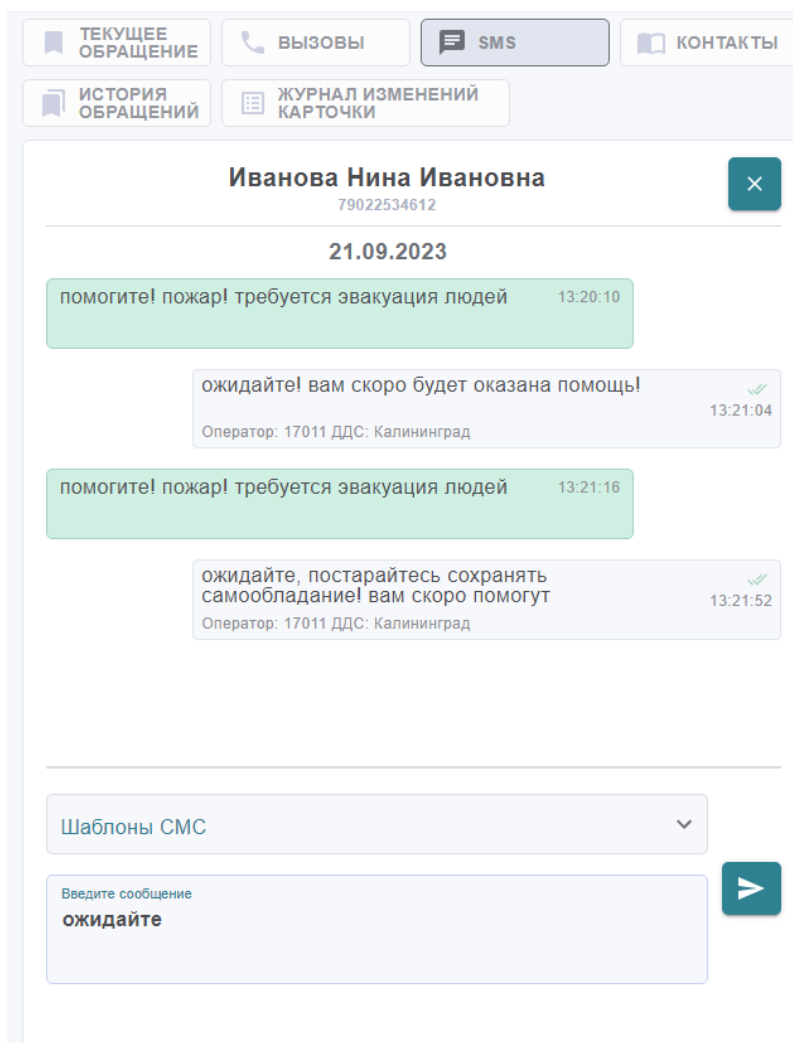 ТЕКУЩЕЕ
ОБРАЩЕНИЕ
ВЫЗОВЫ
SMS
КОНТАКТЫ
ИСТОРИЯ
ОБРАЩЕНИЙ
ЖУРНАЛ ИЗМЕНЕНИЙ
КАРТОЧКИ
Иванова Нина Ивановна
79022534612
21.09.2023
помогите! пожар! требуется эвакуация людей 13:20:10
ожидайте! вам скоро будет оказана помощь!
13:21:04
Оператор: 17011 ДДС: Калининград
помогите! пожар! требуется эвакуация людей 13:21:16
ожидайте, постарайтесь сохранять
самообладание! вам скоро помогут 13:21:52
Оператор: 17011 ДДС: Калининград
Шаблоны СМС
Введите сообщение
ожидайте